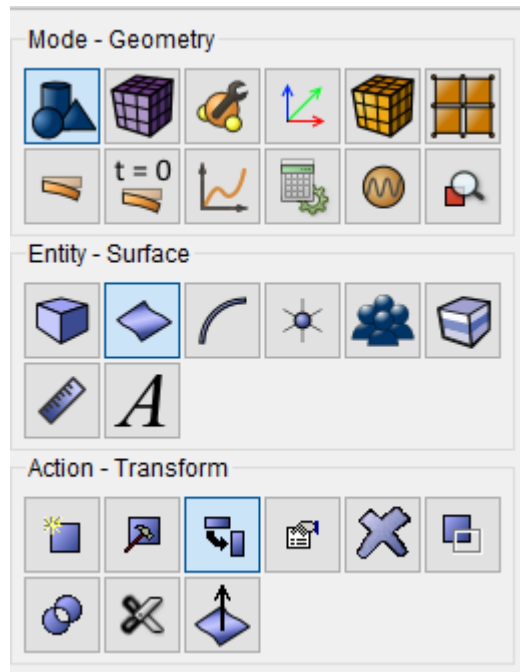 Mode - Geometry
t = 0
Entity - Surface
A
Action - Transform